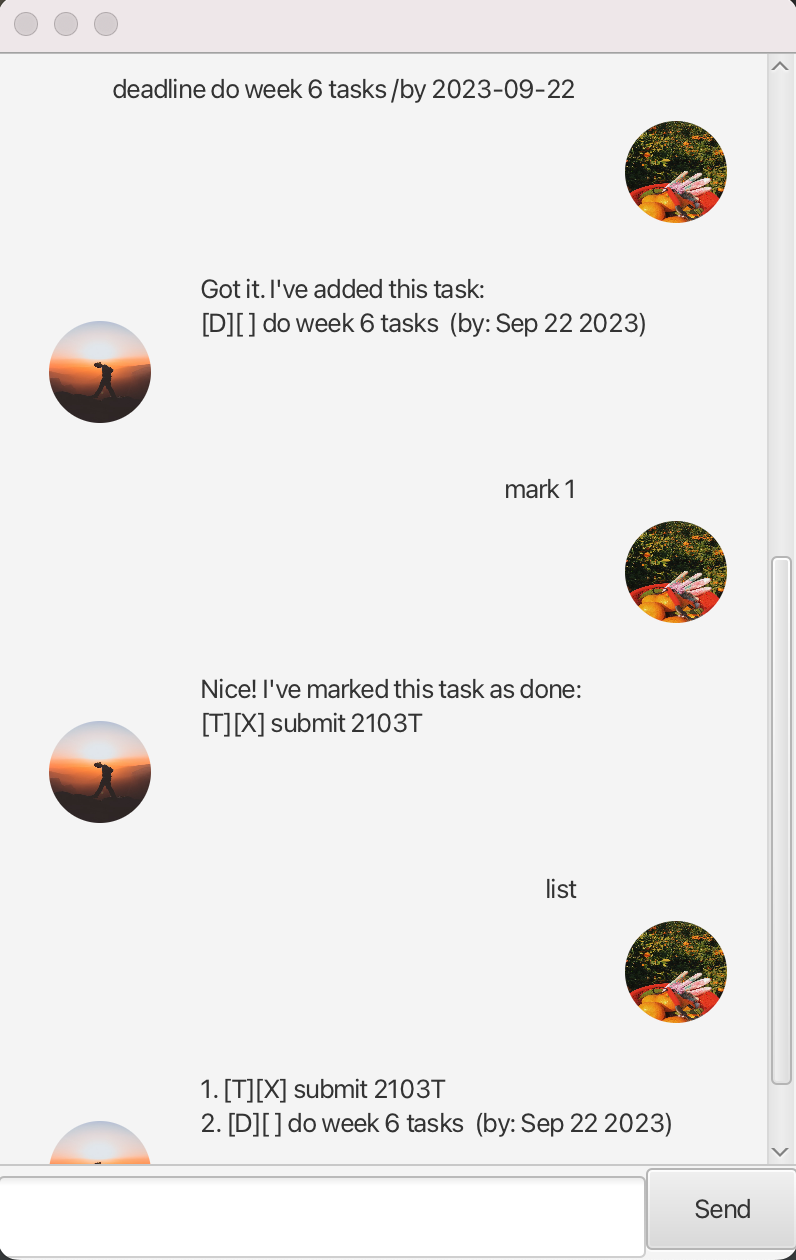 deadline do week 6 tasks /by 2023-09-22
Got it. I've added this task:
[D][ ] do week 6 tasks  (by: Sep 22 2023)
mark 1
Nice! I've marked this task as done:
[T][X] submit 2103T
list
1. [T][X] submit 2103T
2. [D][ ] do week 6 tasks  (by: Sep 22 2023)
Send